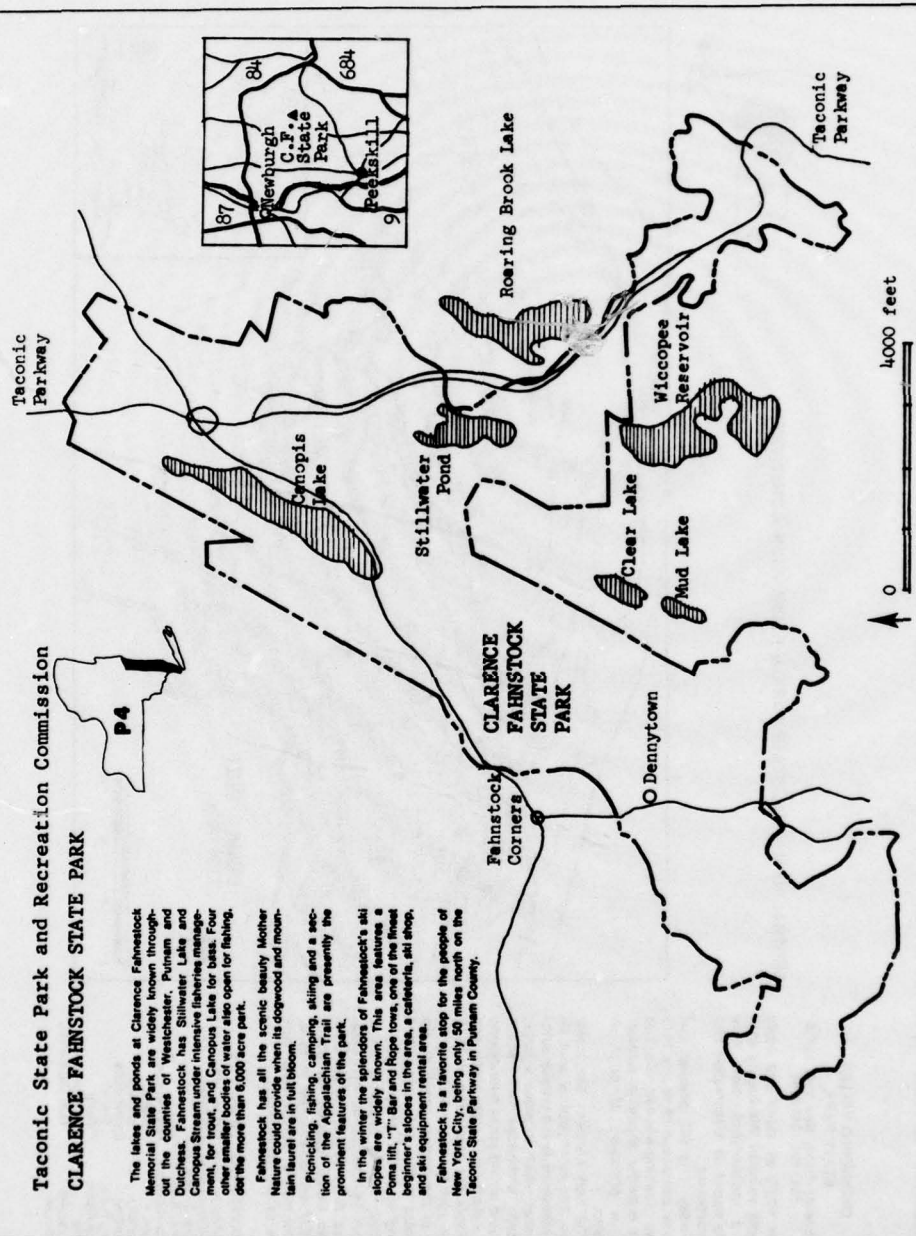 Taconic State Park and Recreation Commission
CLARENCE FAHNSTOCK STATE PARK
P4
The lakes and ponds at Clarence Fahnestock
Memorial State Park are widely known through-
out the counties of Westchester, Putnam and
Dutchess. Fahnestock has Stillwater Lake and
Canopus Stream under intensive fisheries manage-
ment, for trout, and Canopus Lake for bass. Four
other smaller bodies of water also open for fishing,
dot the more than 6,000 acre park.
Fahnestock has all the scenic beauty Mother
Nature could provide when its dogwood and moun-
tain laurel are in full bloom.
Picnicking, fishing, camping, skiing and a sec-
tion of the Appalachian Trail are presently the
prominent features of the park.
In the winter the splendors of Fahnestock's ski
slopes are widely known. This area features a
Poma lift, "T" Bar and Rope tows, one of the finest
beginner's slopes in the area, a cafeteria, ski shop,
and ski equipment rental area.
Fahnestock is a favorite stop for the people of
New York City, being only 50 miles north on the
Taconic State Parkway in Putnam County.
Taconic
Parkway
87
84
Newburgh
C.F.
State
Park
684
Peekskill
9
Canopis
Lake
Stillwater
Pond
Roaring Brook Lake
CLARENCE
FAHNSTOCK
STATE
PARK
Fahnstock
Corners
Dennytown
Clear Lake
Mud Lake
Wiccopee
Reservoir
Taconic
Parkway
0
4000 feet